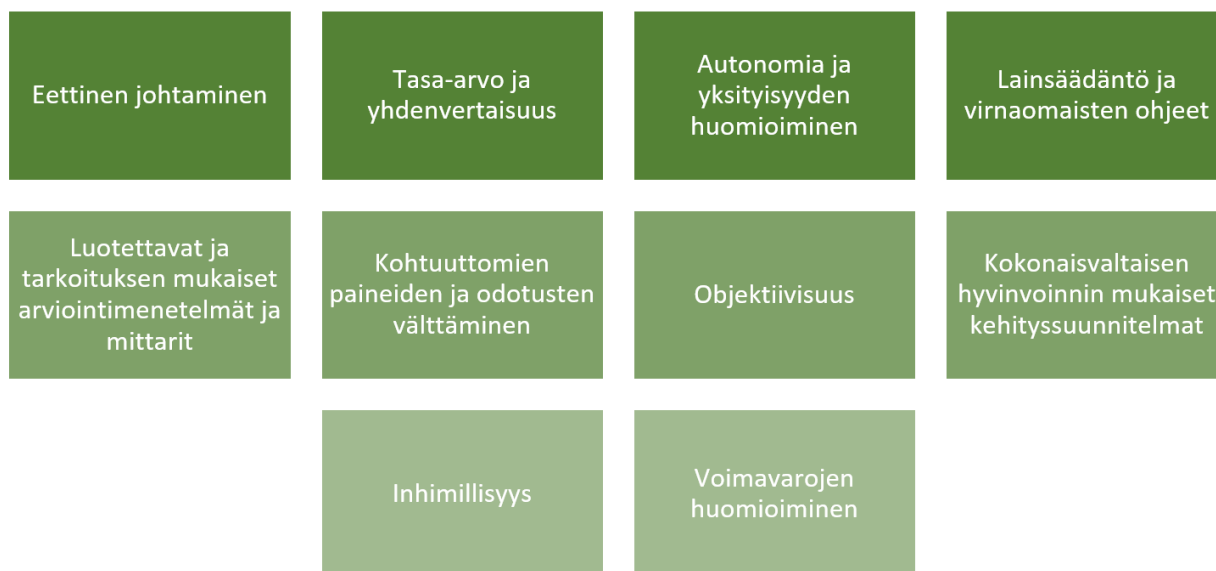 Eettinen johtaminen
Tasa-arvo ja
yhdenvertaisuus
Autonomia ja
yksityisyyden
huomioiminen
Lainsäädäntö ja
virnaomaisten ohjeet
Luotettavat ja
tarkoituksen mukaiset
arviointimenetelmät ja
mittarit
Kohtuuttomien
paineiden ja odotusten
välttäminen
Objektiivisuus
Kokonaisvaltaisen
hyvinvoinnin mukaiset
kehityssuunnitelmat
Inhimillisyys
Voimavarojen
huomioiminen